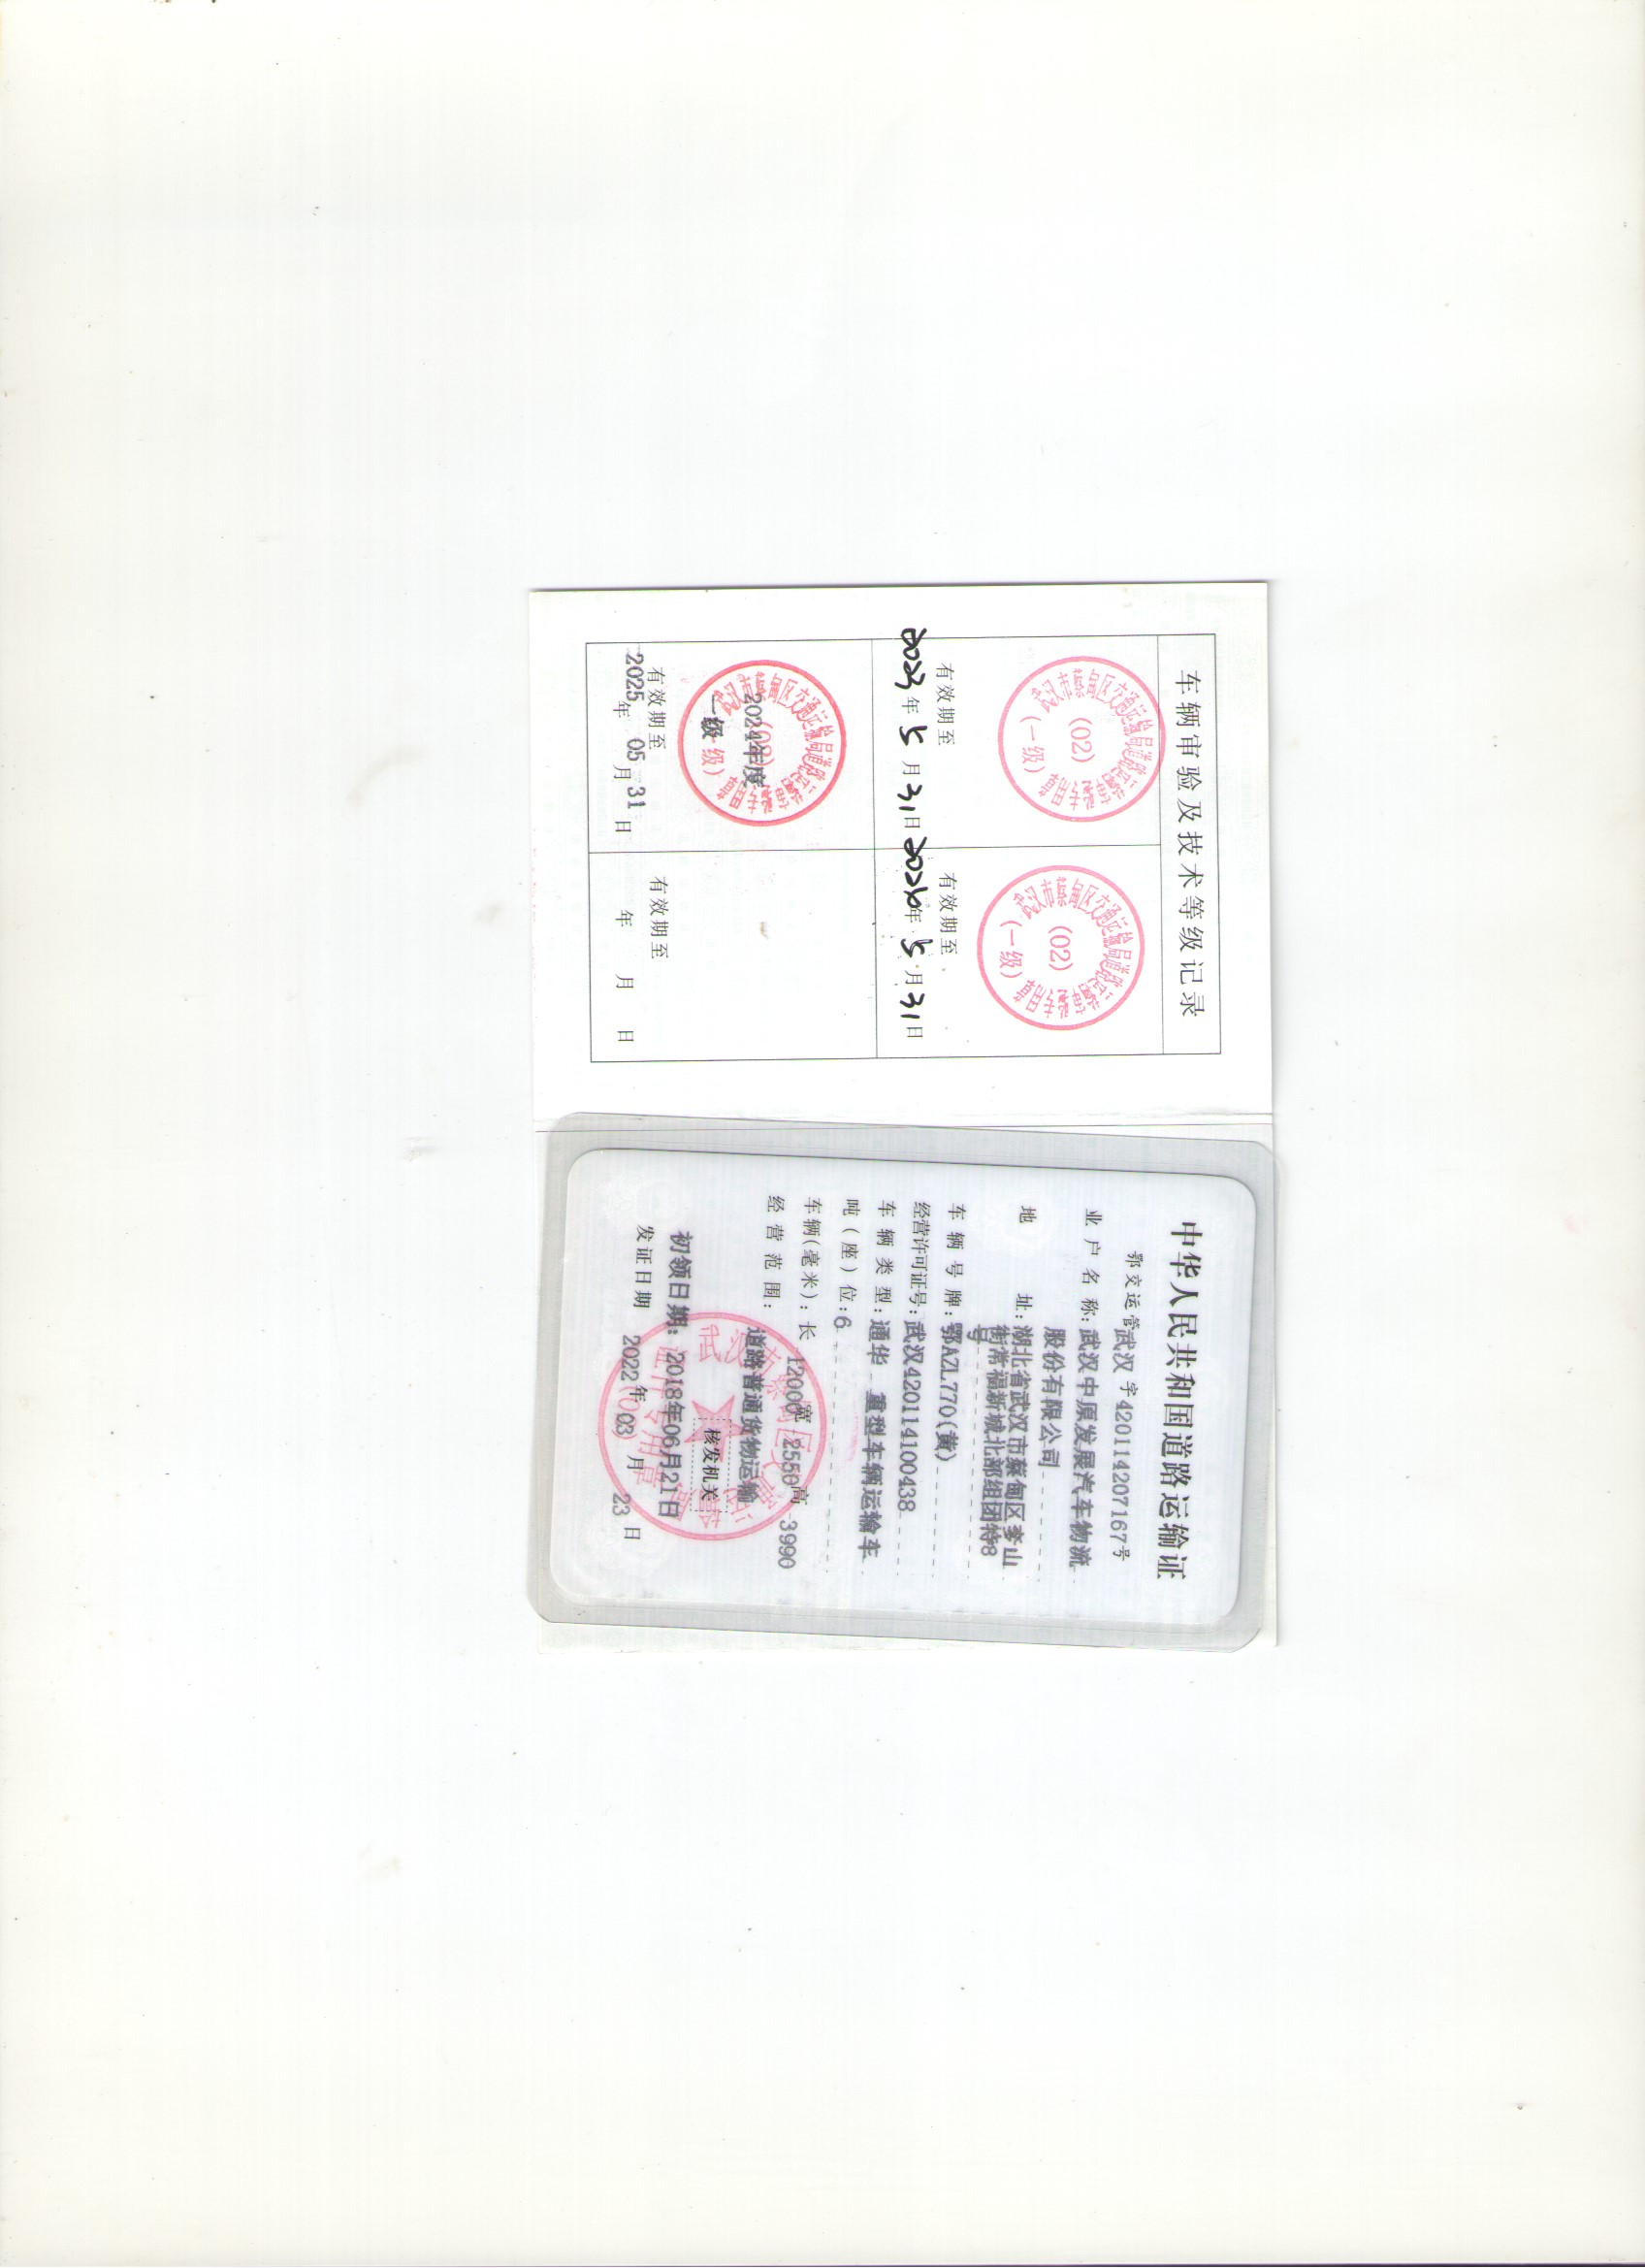 车辆审验及技术等级记录
(02)
(一级)
有效期至
2023年5月31日
(02)
(一级)
有效期至
年5月31日
2024年度
一级
有效期至
2025年05月31日
有效期至
年 月 日
中华人民共和国道路运输证
鄂交运管武汉字420114207167号
业户名称:武汉中原发展汽车物流
股份有限公司
地址:湖北省武汉市蔡甸区奓山
街常福新城北部组团特8
号
车辆号牌:鄂AZL770(黄)
经营许可证号:武汉420114100438
车辆类型:通华 重型车辆运输车
吨(座)位:6
车辆(毫米):长 12000宽 2550高 3990
经营范围:
道路普通货物运输
核发机关
初领日期:2018年06月21日
发证日期 2022年03月23日